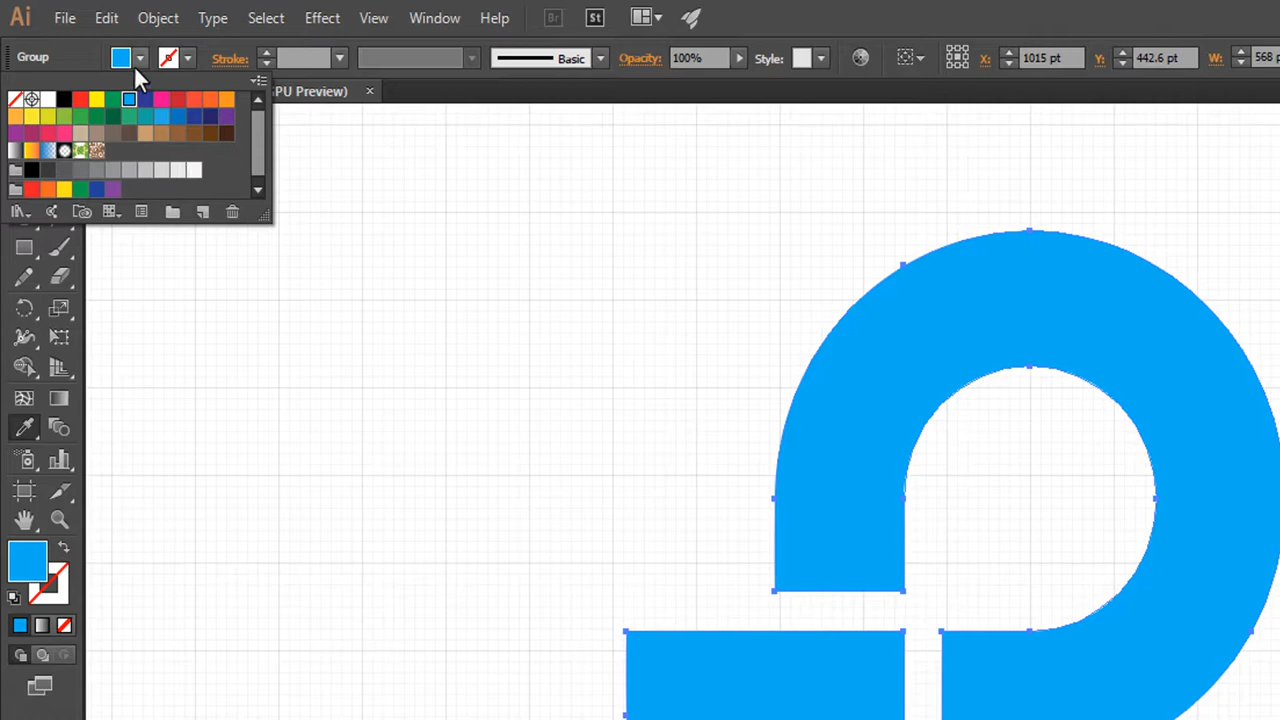 Ai File Edit Object Type Select Effect View Window Help Br St
Group Stroke: Basic Opacity: 100% Style: X: 1015 pt Y: 442.6 pt W: 568 p
PU Preview) ×